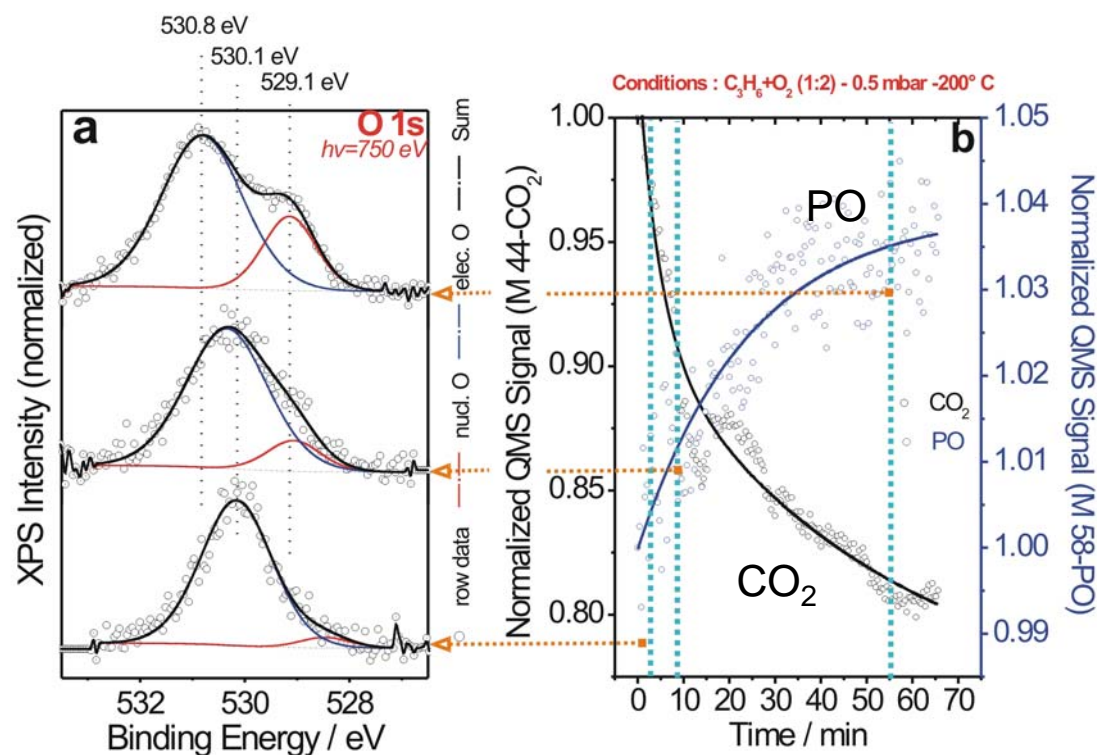 530.8 eV
530.1 eV
529.1 eV
a
O 1s
hv=750 eV
XPS Intensity (normalized)
532
530
528
Binding Energy / eV
row data
nucl. O
elec. O
Sum
Conditions : C₃H₆+O₂ (1:2) - 0.5 mbar -200° C
b
Normalized QMS Signal (M 44-CO₂)
1.00
0.95
0.90
0.85
0.80
PO
CO₂
CO₂
PO
1.05
1.04
1.03
1.02
1.01
1.00
0.99
Normalized QMS Signal (M 58-PO)
0 10 20 30 40 50 60 70
Time / min